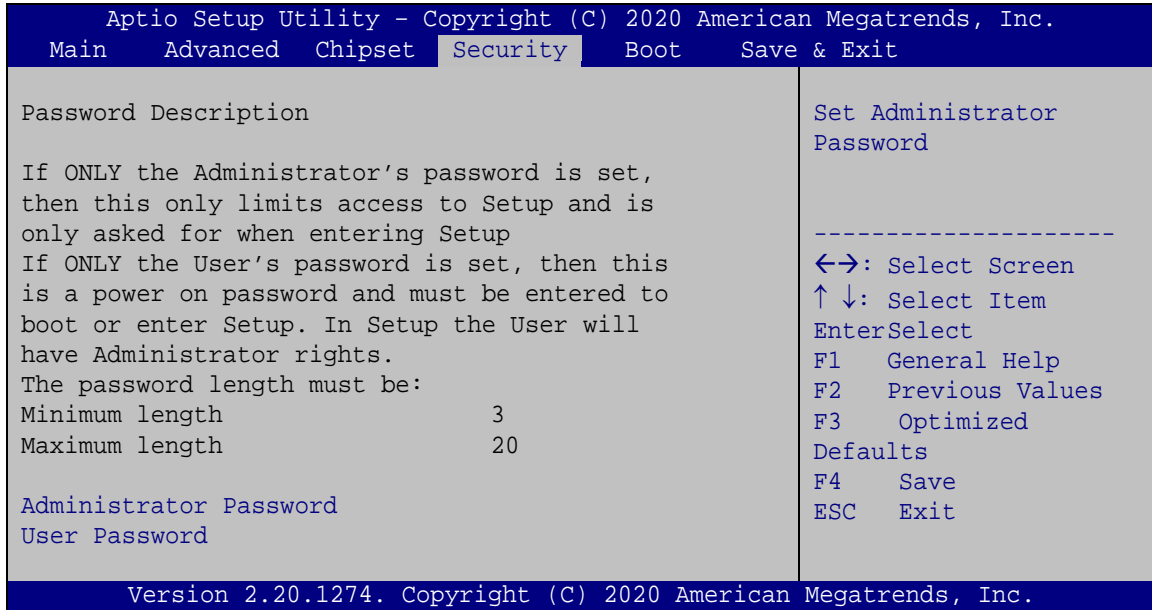 Aptio Setup Utility – Copyright (C) 2020 American Megatrends, Inc.
Main Advanced Chipset Security Boot Save & Exit
Password Description
If ONLY the Administrator’s password is set,
then this only limits access to Setup and is
only asked for when entering Setup
If ONLY the User’s password is set, then this
is a power on password and must be entered to
boot or enter Setup. In Setup the User will
have Administrator rights.
The password length must be:
Minimum length 3
Maximum length 20
Administrator Password
User Password
Set Administrator
Password
---------------------
←→: Select Screen
↑ ↓: Select Item
EnterSelect
F1 General Help
F2 Previous Values
F3 Optimized
Defaults
F4 Save
ESC Exit
Version 2.20.1274. Copyright (C) 2020 American Megatrends, Inc.